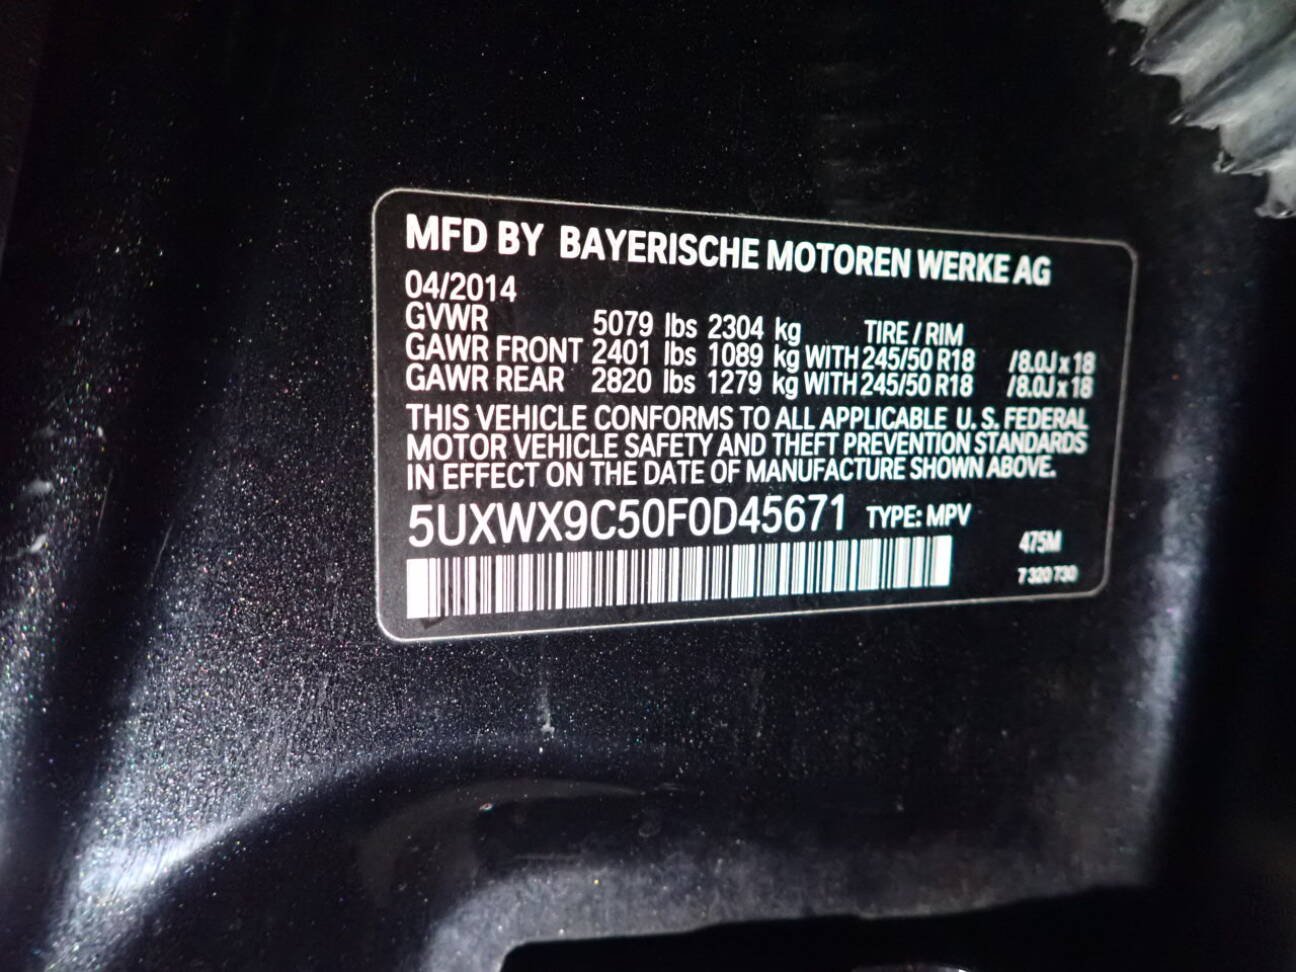 MFD BY BAYERISCHE MOTOREN WERKE AG
04/2014
GVWR 5079 lbs 2304 kg TIRE / RIM
GAWR FRONT 2401 lbs 1089 kg WITH 245/50 R18 /8.0J x 18
GAWR REAR 2820 lbs 1279 kg WITH 245/50 R18 /8.0J x 18
THIS VEHICLE CONFORMS TO ALL APPLICABLE U.S. FEDERAL
MOTOR VEHICLE SAFETY AND THEFT PREVENTION STANDARDS
IN EFFECT ON THE DATE OF MANUFACTURE SHOWN ABOVE.
5UXWX9C50F0D45671 TYPE: MPV
475M
7 320 730